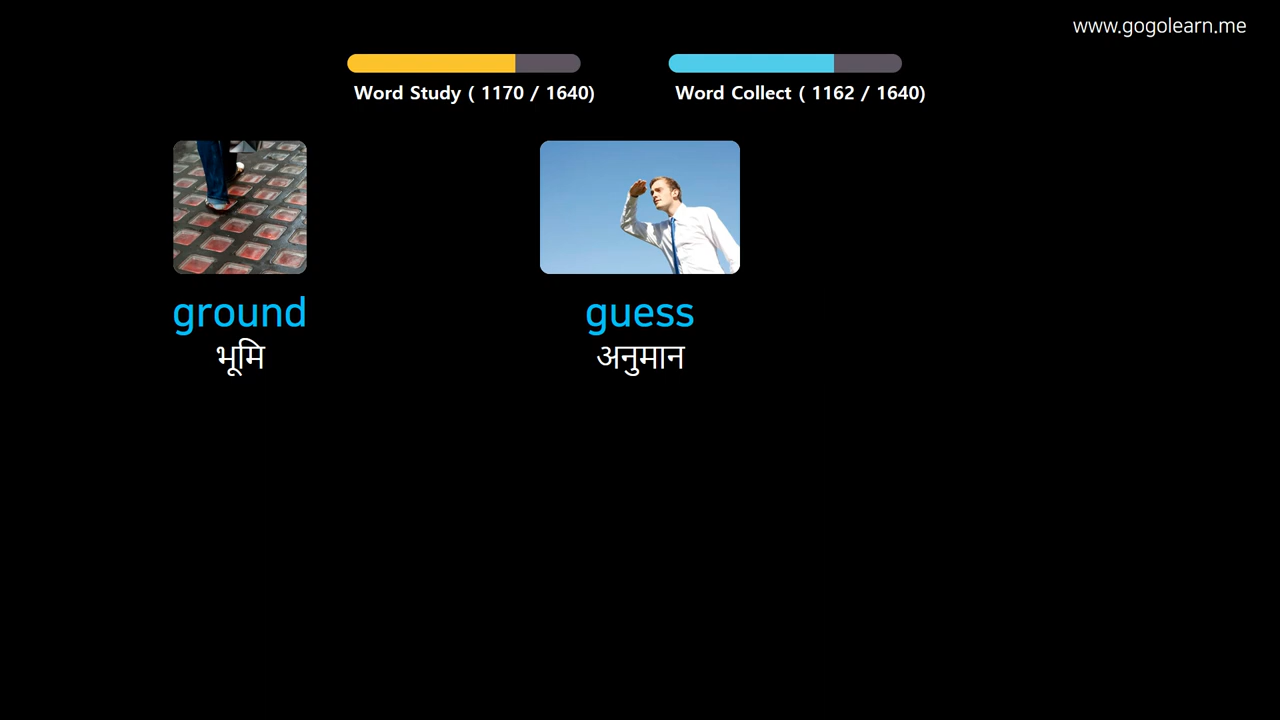 www.gogolearn.me
Word Study ( 1170 / 1640)
Word Collect ( 1162 / 1640)
ground
भूमि
guess
अनुमान